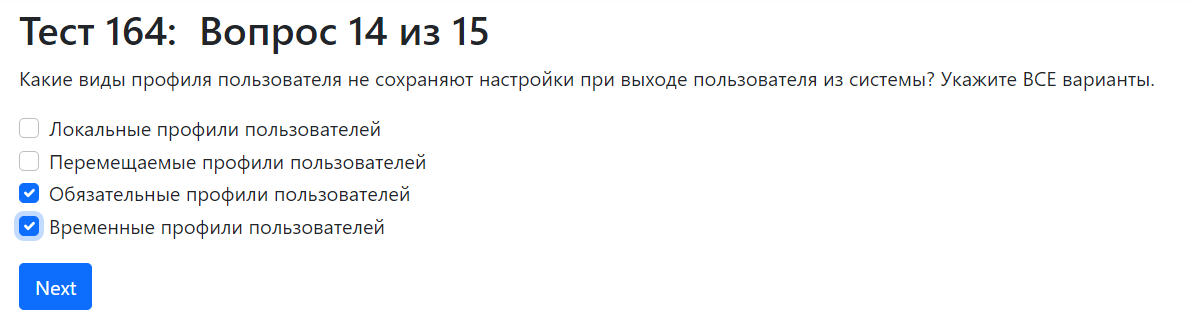 Тест 164: Вопрос 14 из 15
Какие виды профиля пользователя не сохраняют настройки при выходе пользователя из системы? Укажите ВСЕ варианты.
Локальные профили пользователей
Перемещаемые профили пользователей
Обязательные профили пользователей
Временные профили пользователей
Next